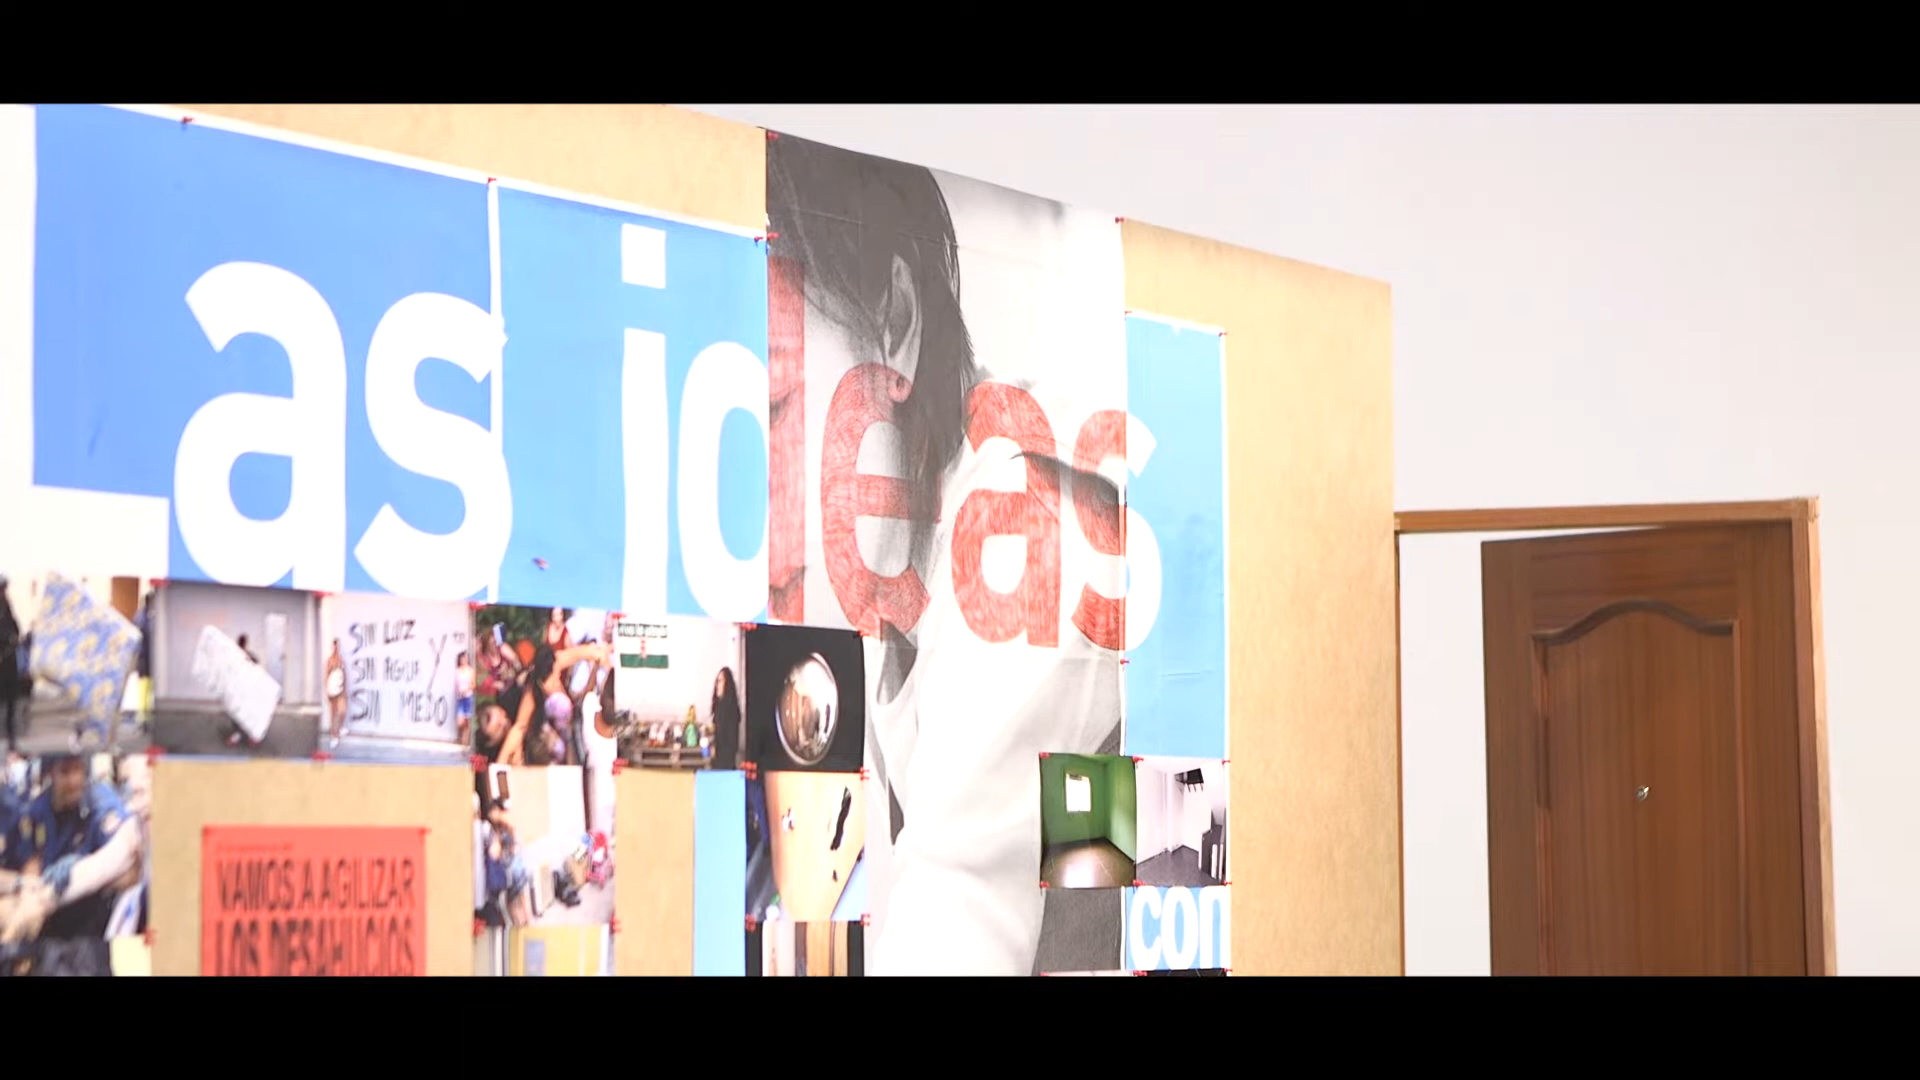 Las ideas
SIN LUZ
SIN AGUA Y
SIN MIEDO
VAMOS A AGILIZAR
LOS DESAHUCIOS
con